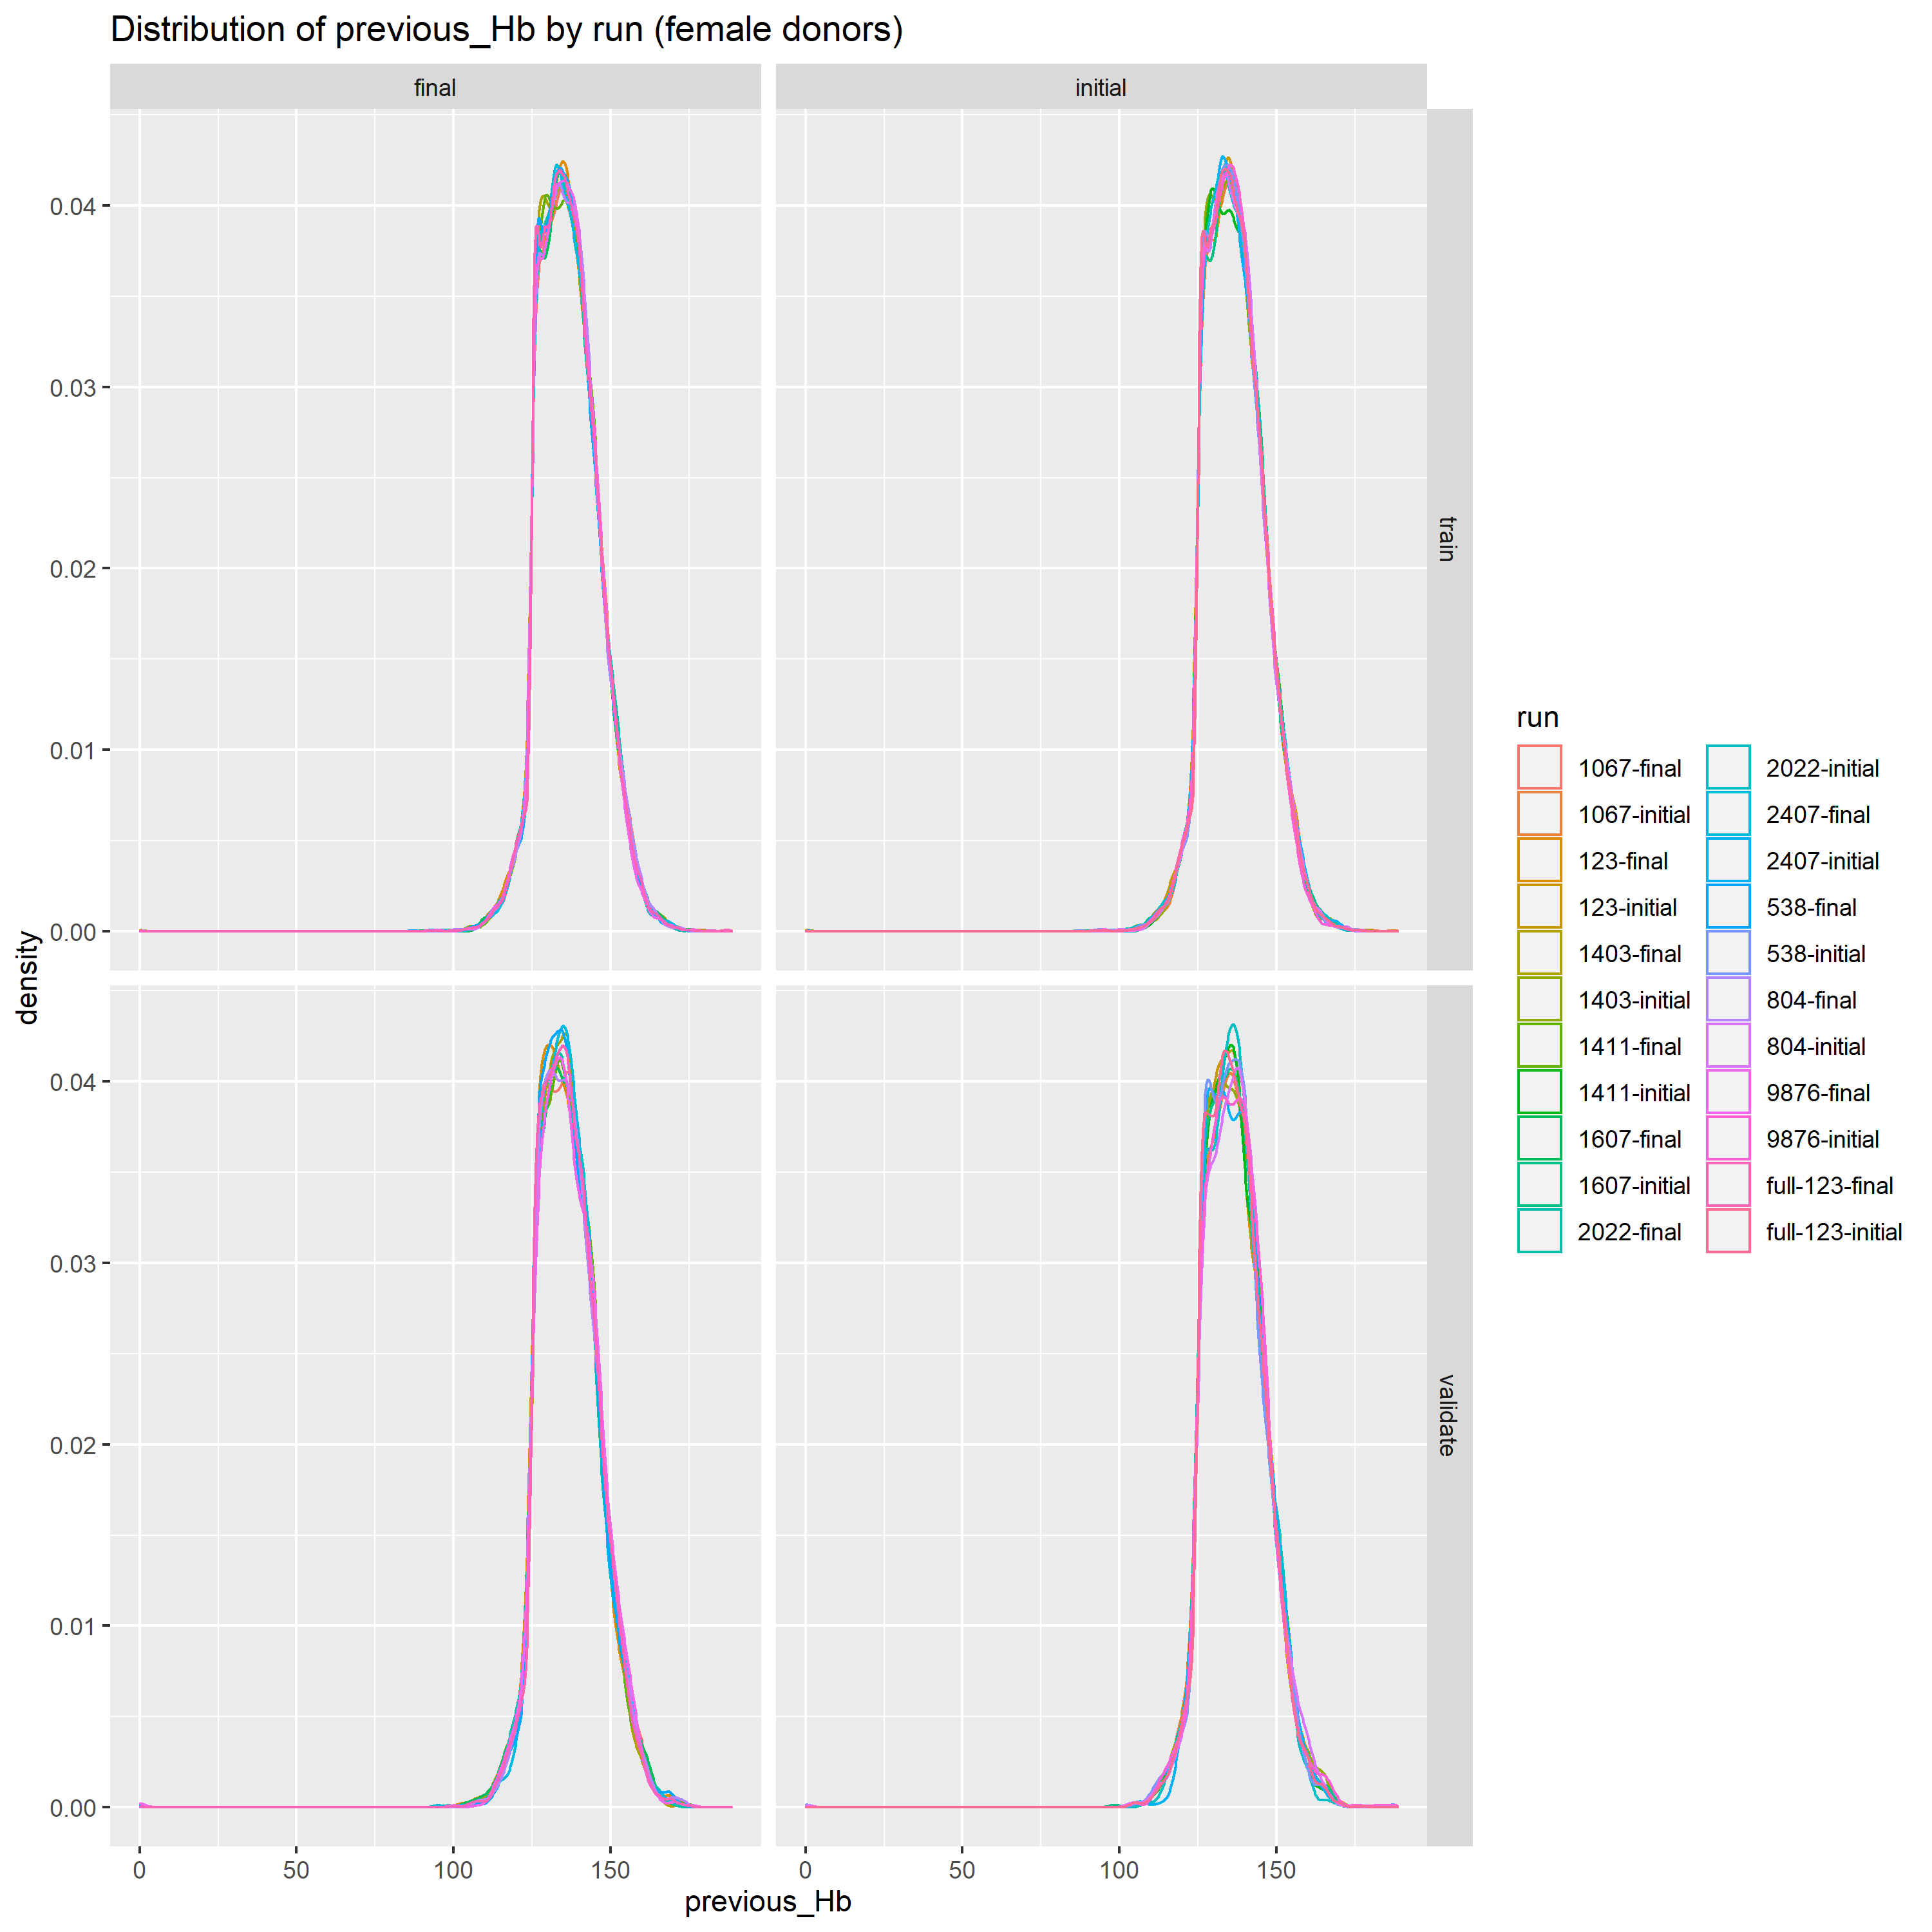 Distribution of previous_Hb by run (female donors)
final
initial
train
validate
0.04
0.03
0.02
0.01
0.00
0.04
0.03
0.02
0.01
0.00
density
0
50
100
150
0
50
100
150
previous_Hb
run
1067-final
1067-initial
123-final
123-initial
1403-final
1403-initial
1411-final
1411-initial
1607-final
1607-initial
2022-final
2022-initial
2407-final
2407-initial
538-final
538-initial
804-final
804-initial
9876-final
9876-initial
full-123-final
full-123-initial